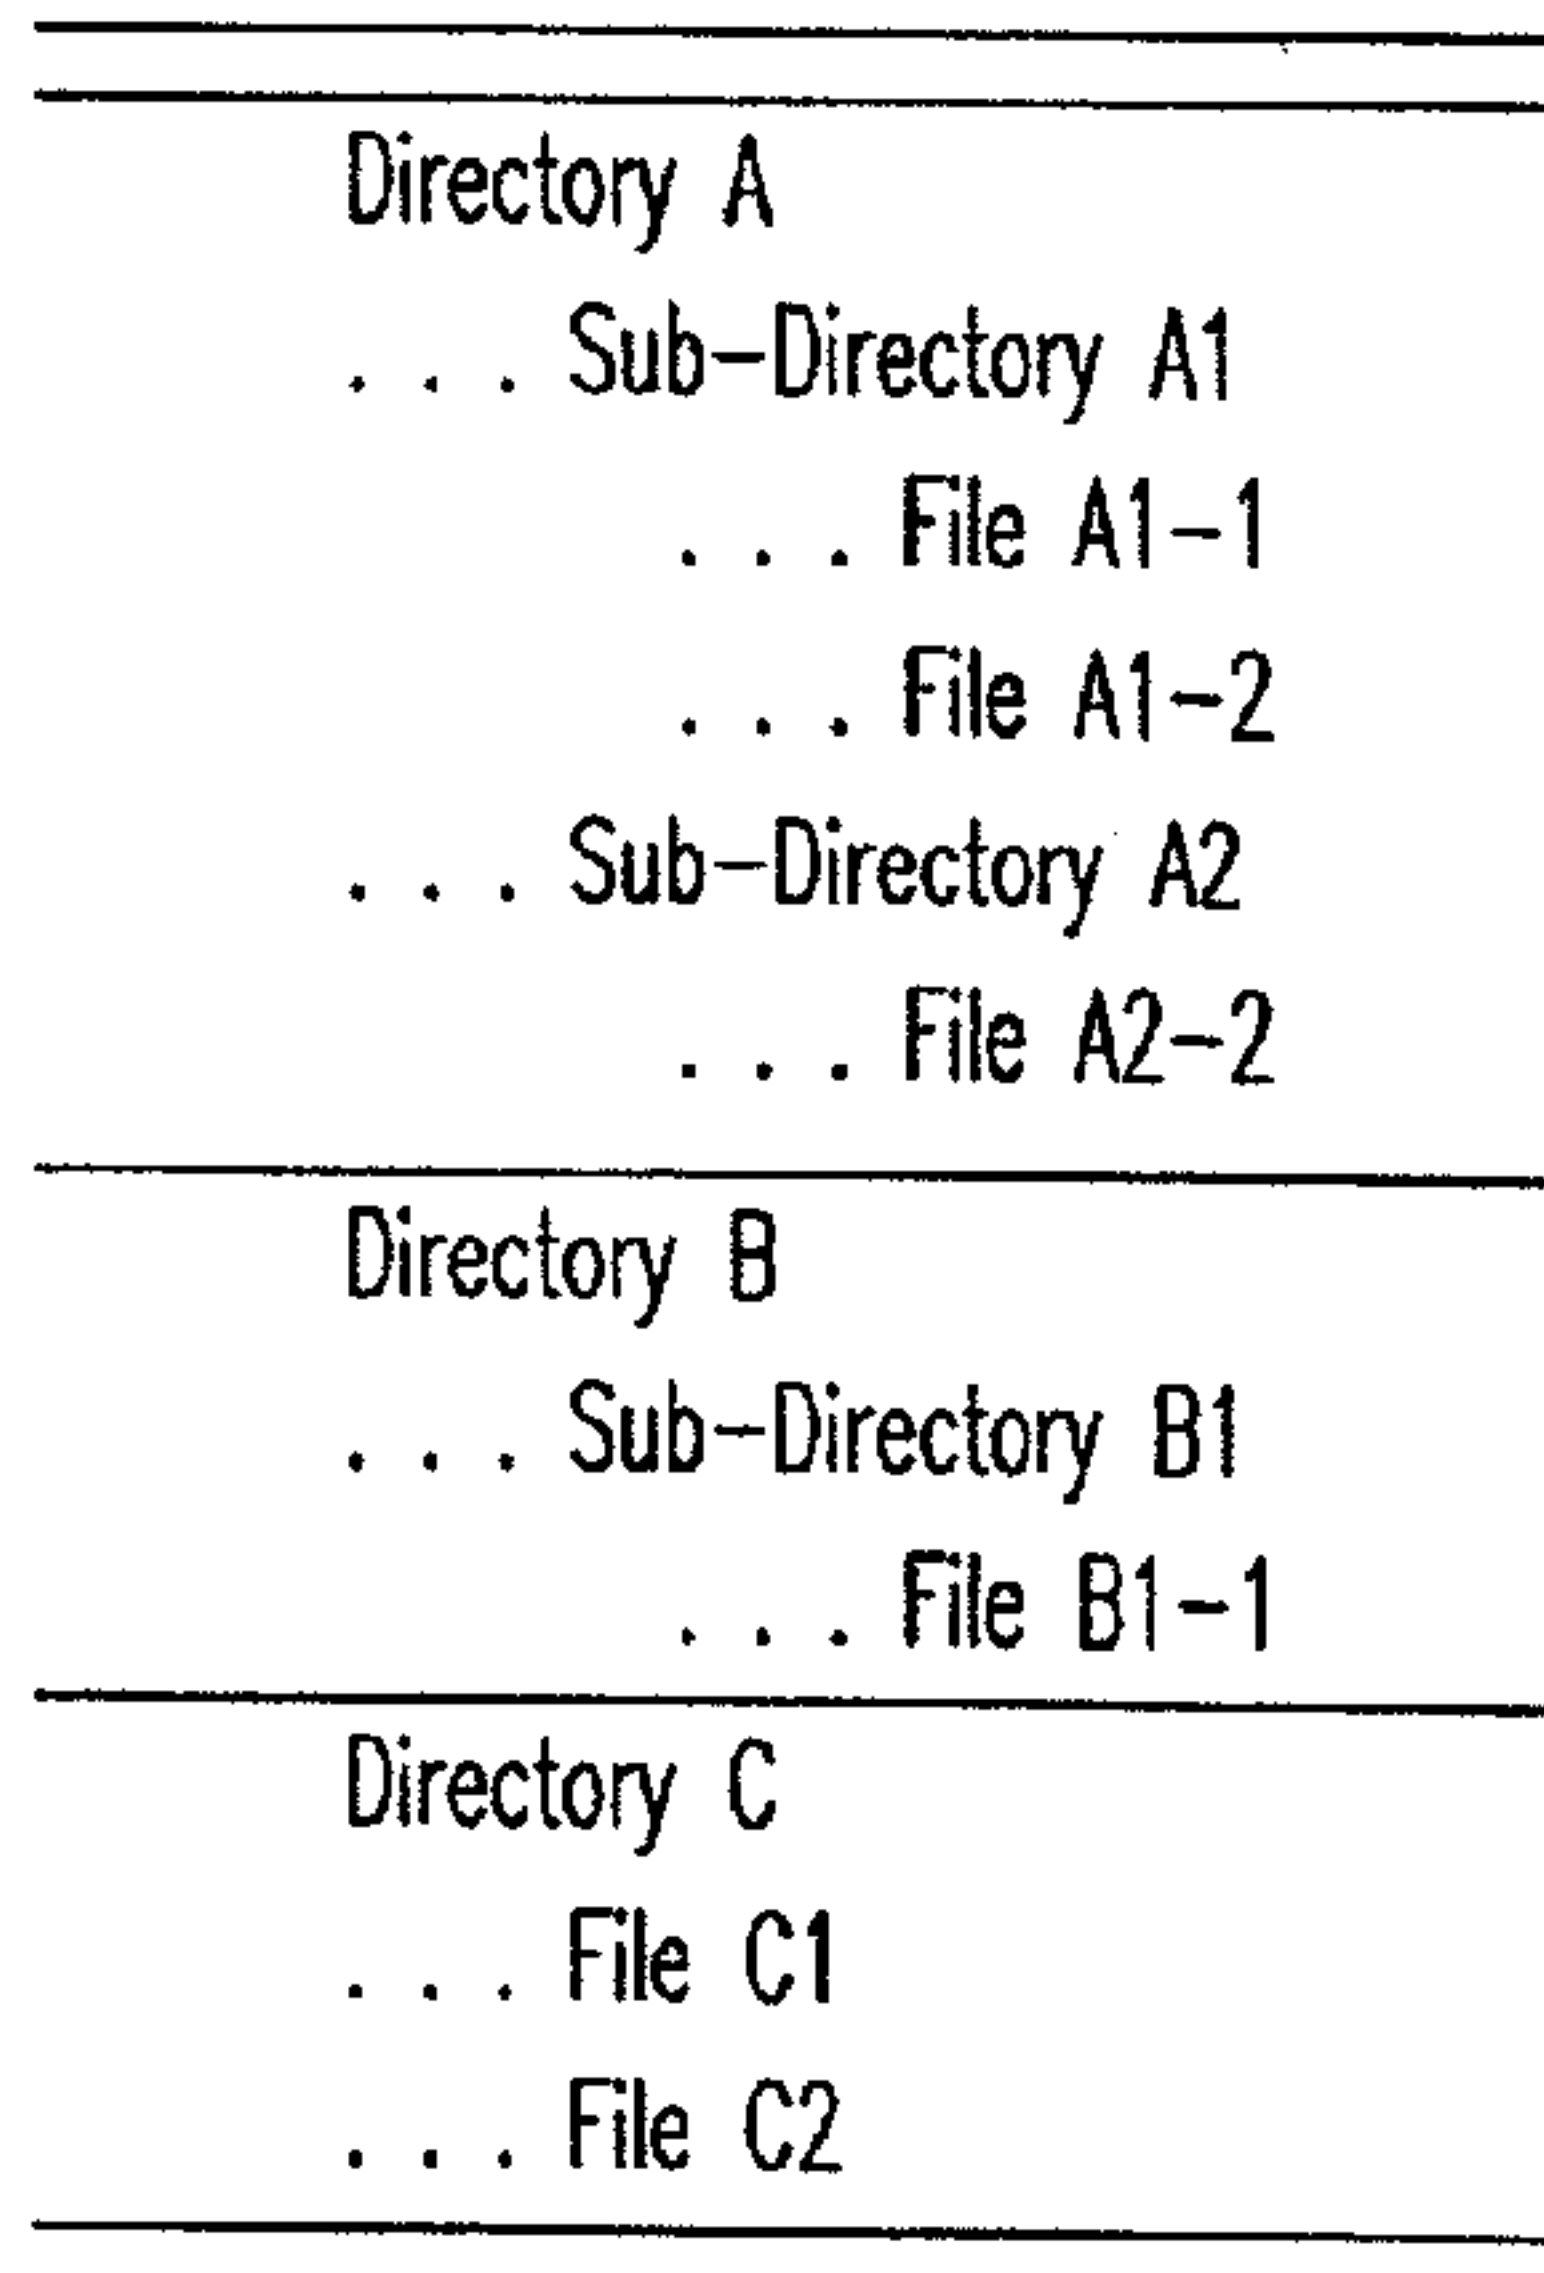 Directory A
. . . Sub-Directory A1
. . . File A1-1
. . . File A1-2
. . . Sub-Directory A2
. . . File A2-2
Directory B
. . . Sub-Directory B1
. . . File B1-1
Directory C
. . . File C1
. . . File C2